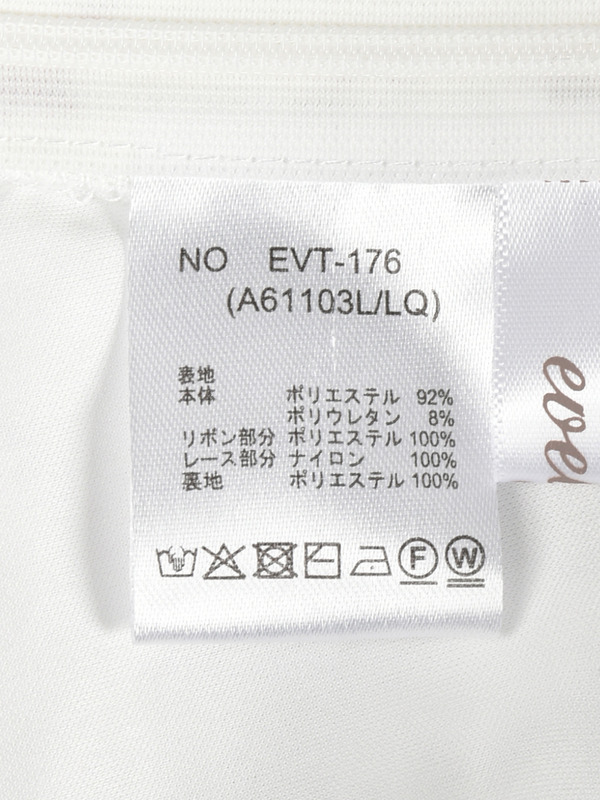 NO EVT-176
(A61103L/LQ)
表地
本体 ポリエステル 92%
ポリウレタン 8%
リボン部分 ポリエステル 100%
レース部分 ナイロン 100%
裏地 ポリエステル 100%
F W